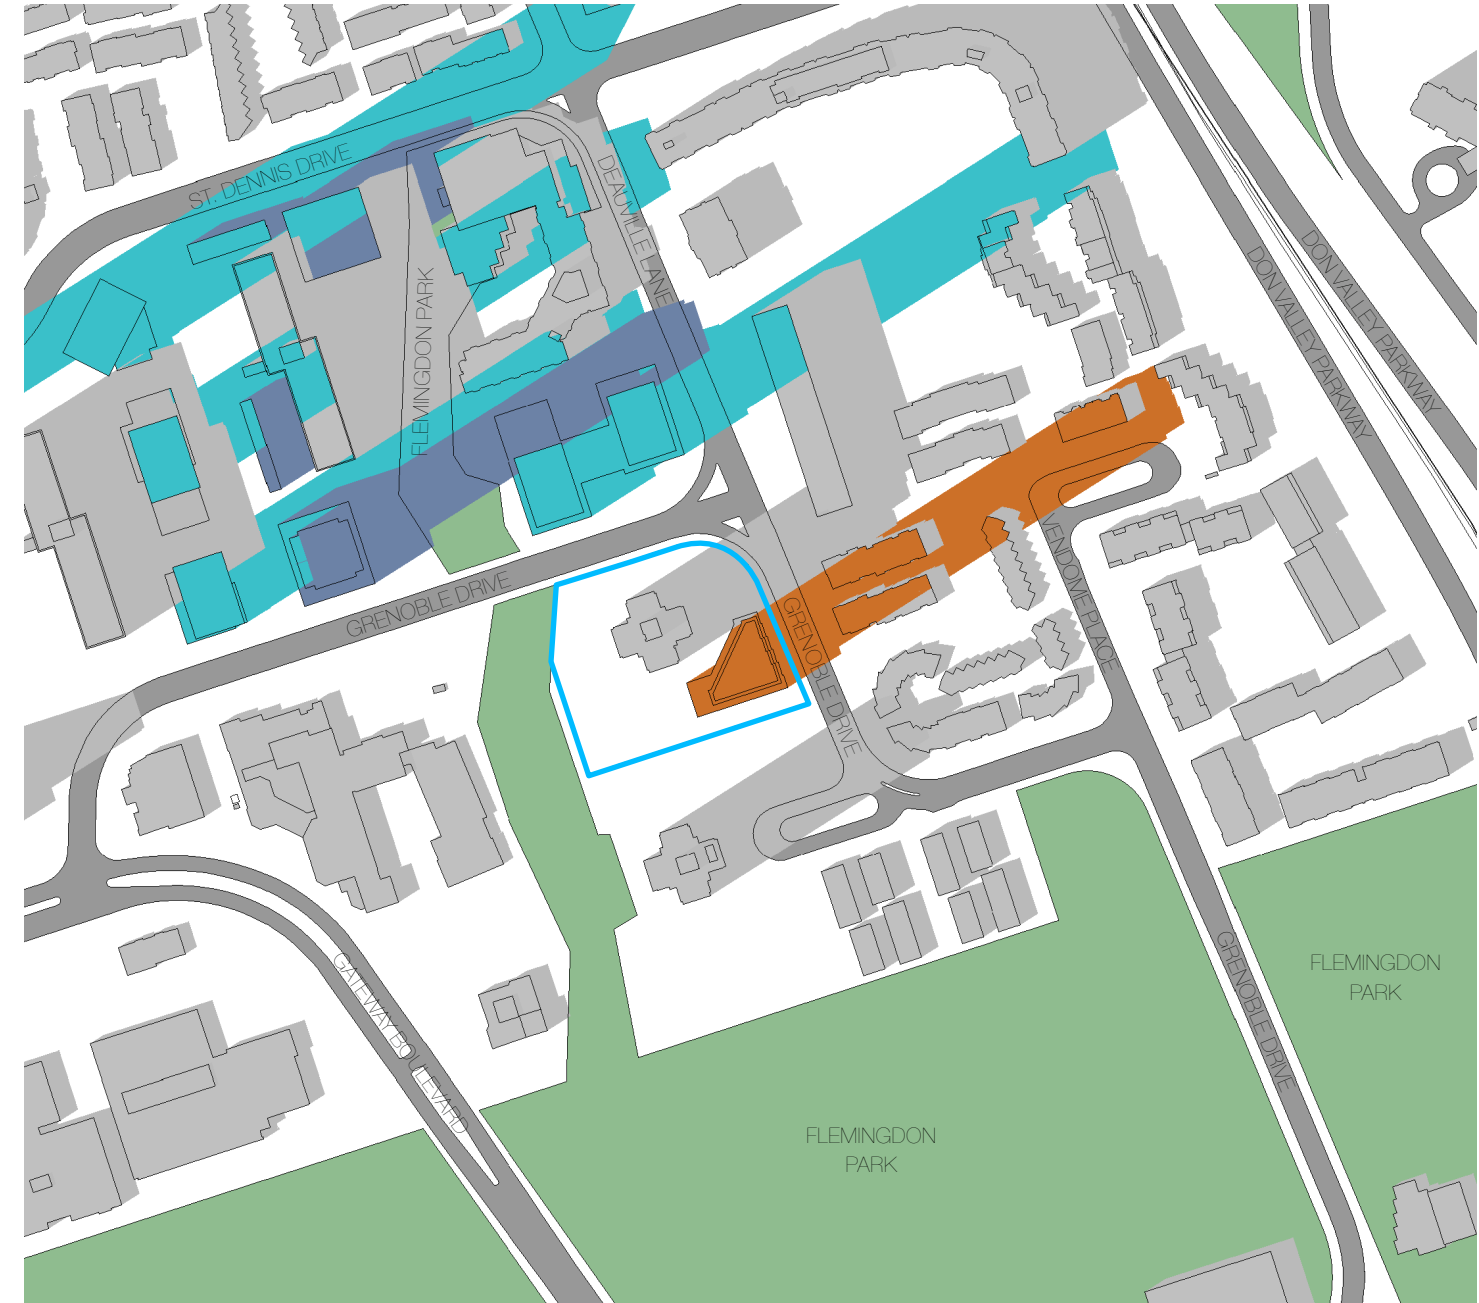 ST. DENNIS DRIVE
DEAUVILLE LANE
FLEMINGDON PARK
DON VALLEY PARKWAY
DON VALLEY PARKWAY
GRENOBLE DRIVE
GRENOBLE DRIVE
VENDOME PLACE
GATEWAY BOULEVARD
GRENOBLE DRIVE
FLEMINGDON
PARK
FLEMINGDON
PARK